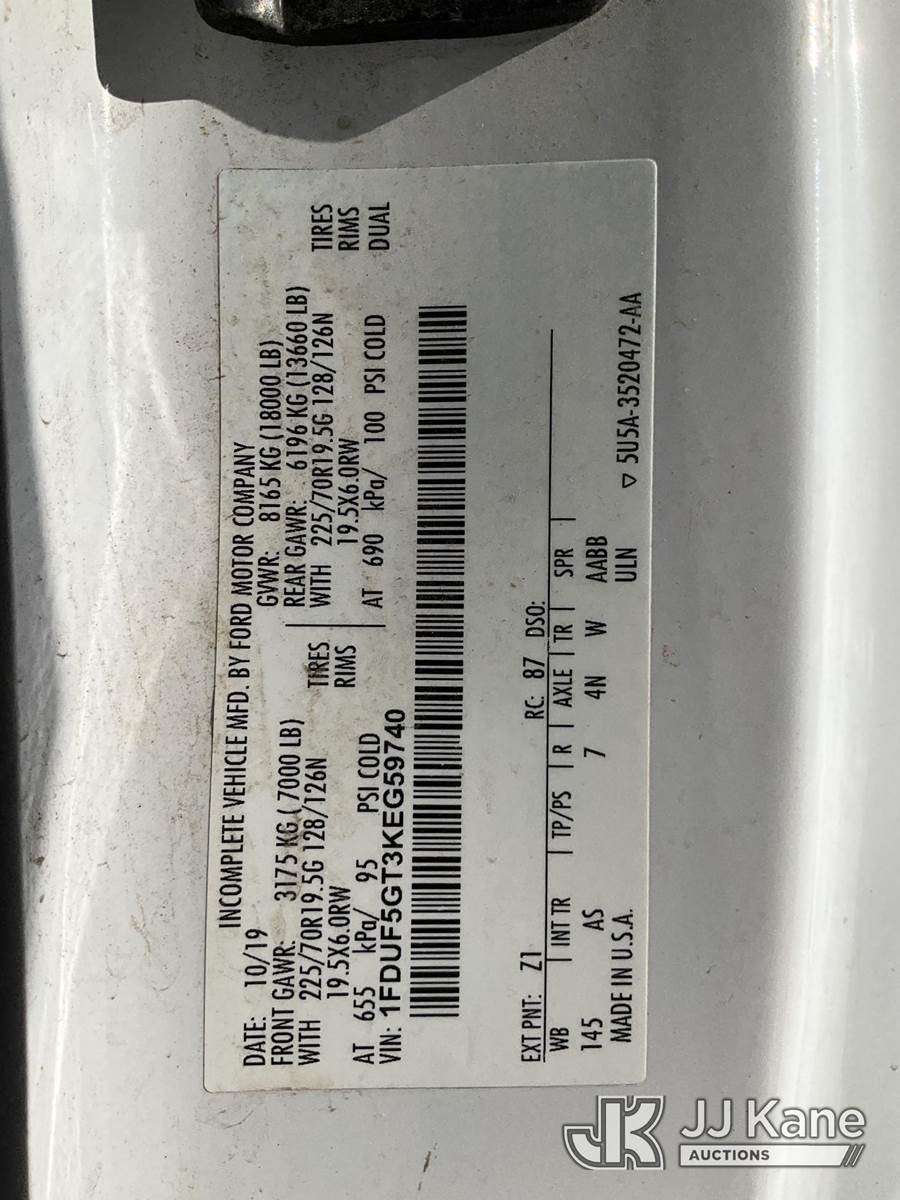 INCOMPLETE VEHICLE MFD. BY FORD MOTOR COMPANY
DATE: 10/19 GVWR: 8165 KG (18000 LB)
FRONT GAWR: 3175 KG ( 7000 LB) REAR GAWR: 6196 KG (13660 LB)
WITH 225/70R19.5G 128/126N TIRES WITH 225/70R19.5G 128/126N TIRES
19.5X6.0RW RIMS 19.5X6.0RW RIMS
AT 655 kPa/ 95 PSI COLD AT 690 kPa/ 100 PSI COLD DUAL
VIN: 1FDUF5GT3KEG59740
EXT PNT: Z1 RC: 87 DSO:
WB INT TR TP/PS R AXLE TR SPR
145 AS 7 4N W AABB
MADE IN U.S.A. ULN ▽ 5U5A-3520472-AA
JK JJ Kane
AUCTIONS